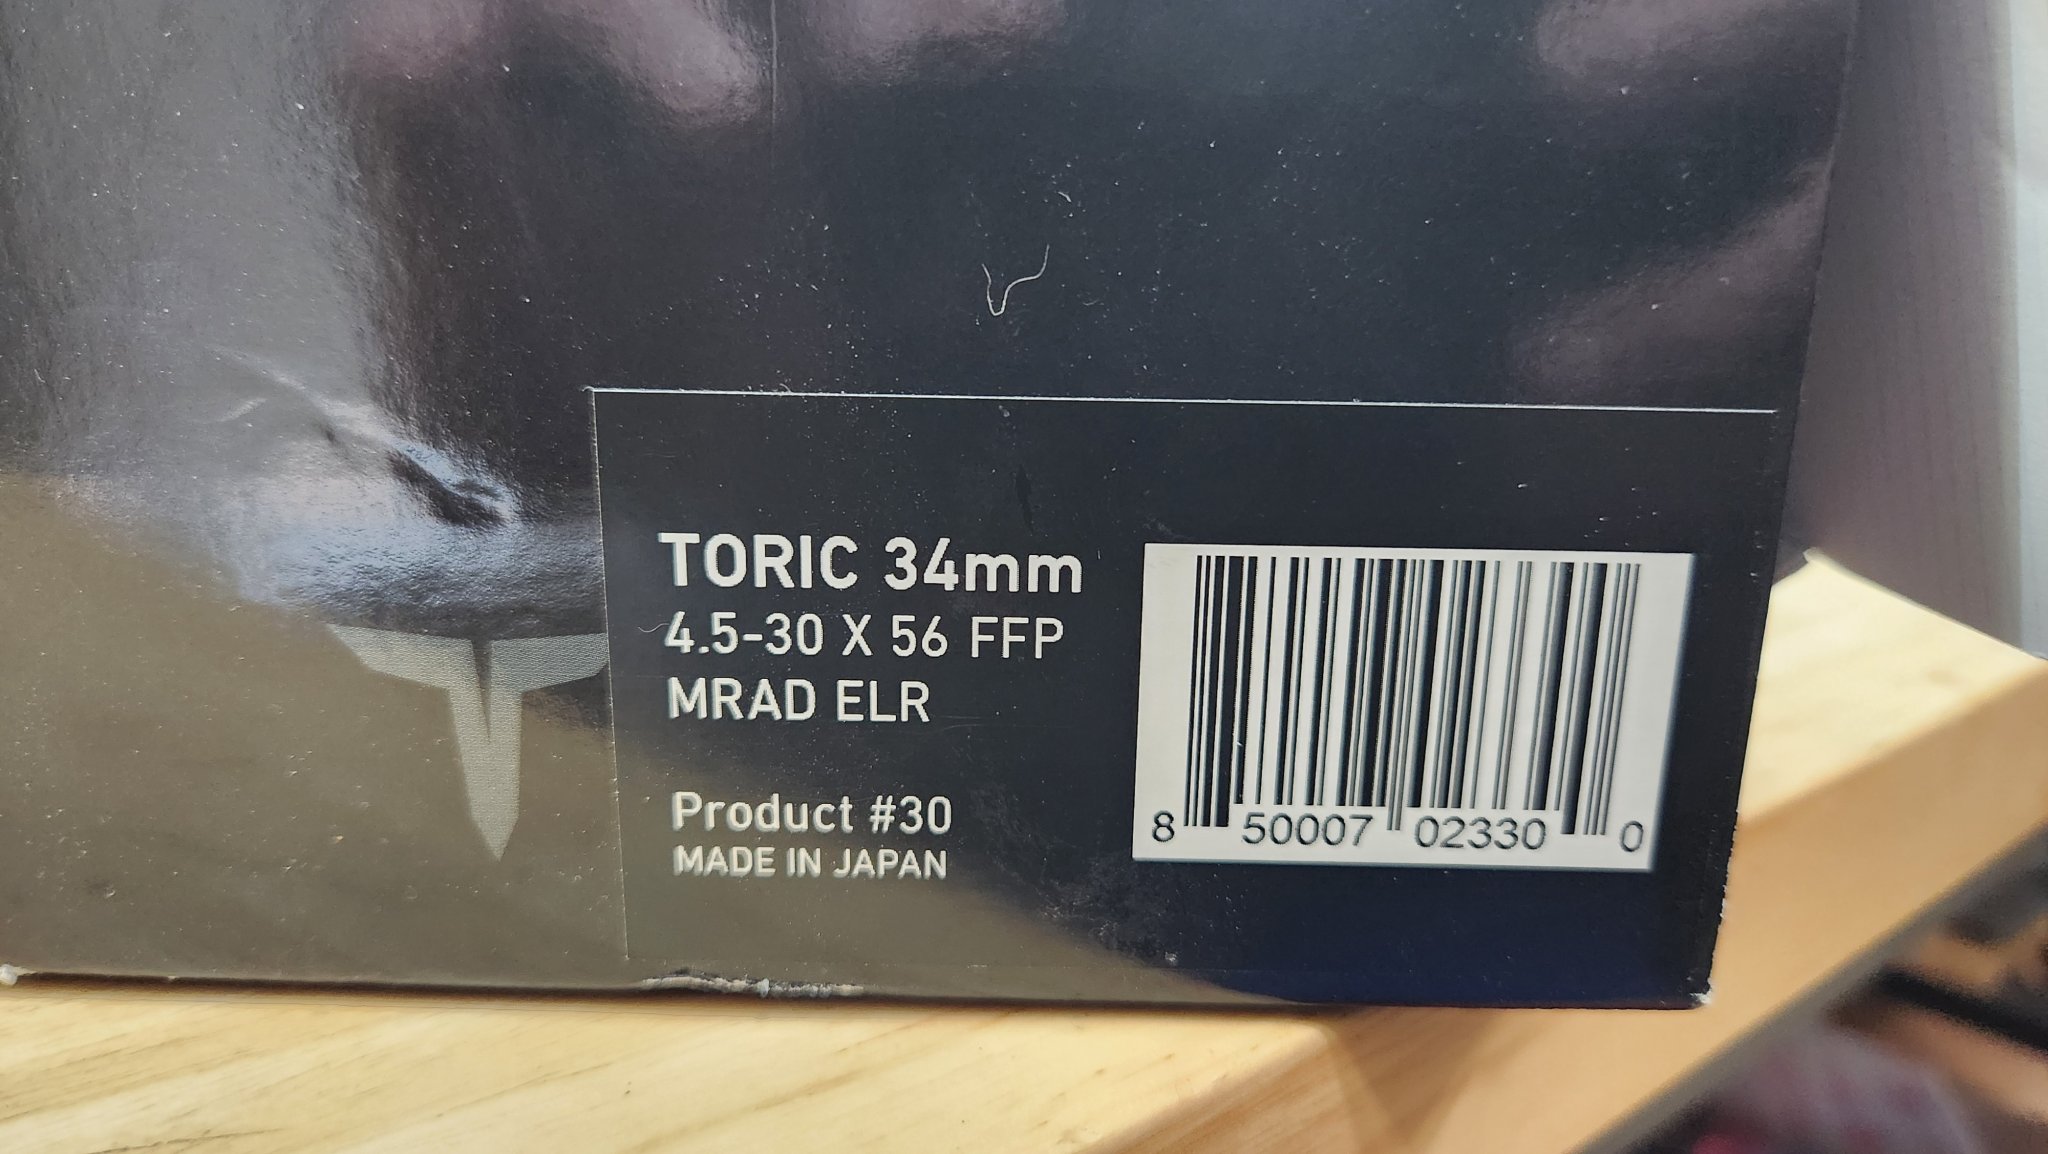 TORIC 34mm
4.5-30 X 56 FFP
MRAD ELR
Product #30
MADE IN JAPAN
8 50007 02330 0